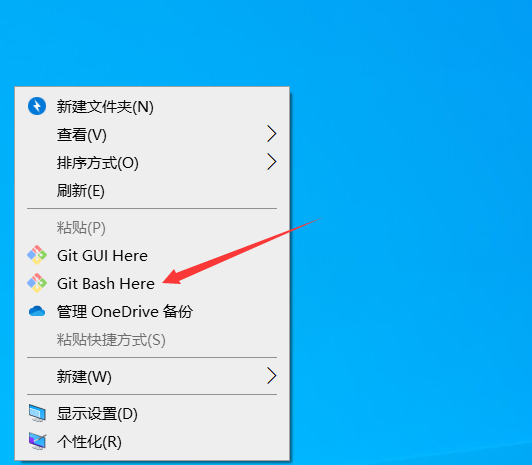 新建文件夹(N)
查看(V)
排序方式(O)
刷新(E)
粘贴(P)
Git GUI Here
Git Bash Here
管理 OneDrive 备份
粘贴快捷方式(S)
新建(W)
显示设置(D)
个性化(R)